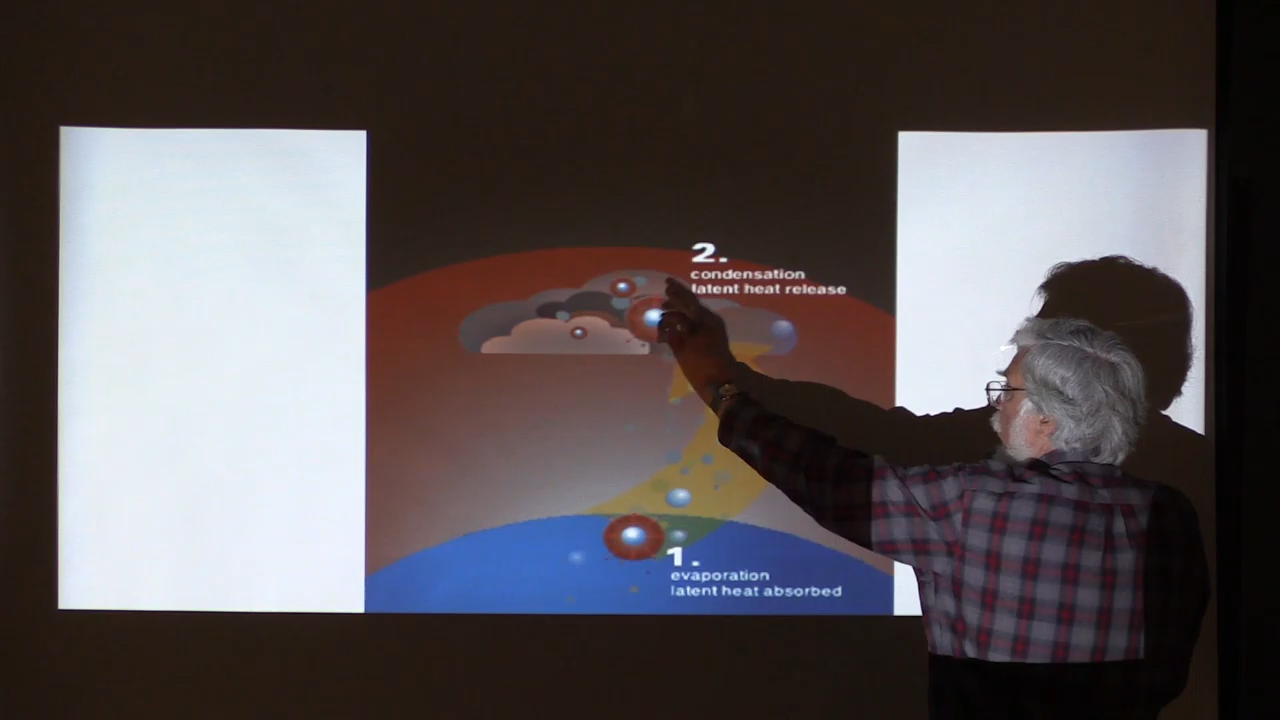 2.
condensation
latent heat release
1.
evaporation
latent heat absorbed